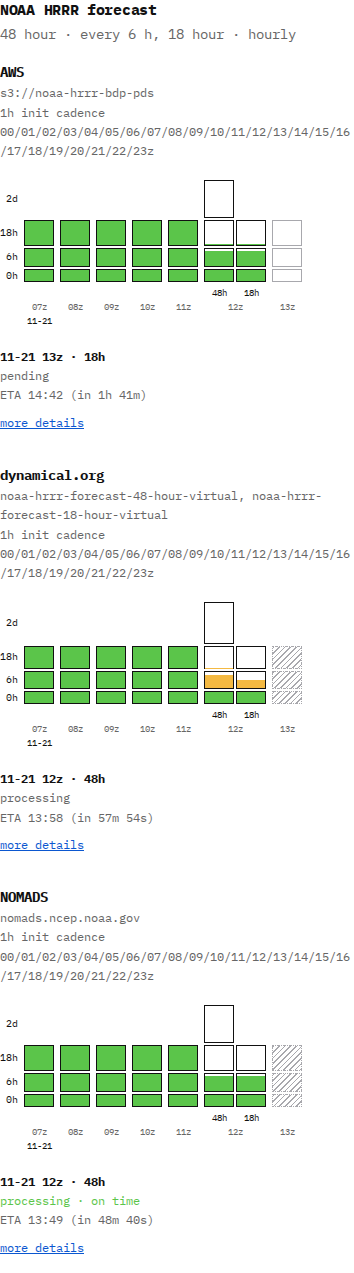 NOAA HRRR forecast
48 hour · every 6 h, 18 hour · hourly
AWS
s3://noaa-hrrr-bdp-pds
1h init cadence
00/01/02/03/04/05/06/07/08/09/10/11/12/13/14/15/16
/17/18/19/20/21/22/23z
2d
18h
6h
0h
48h 18h
07z 08z 09z 10z 11z 12z 13z
11-21
11-21 13z · 18h
pending
ETA 14:42 (in 1h 41m)
more details
dynamical.org
noaa-hrrr-forecast-48-hour-virtual, noaa-hrrr-
forecast-18-hour-virtual
1h init cadence
00/01/02/03/04/05/06/07/08/09/10/11/12/13/14/15/16
/17/18/19/20/21/22/23z
2d
18h
6h
0h
48h 18h
07z 08z 09z 10z 11z 12z 13z
11-21
11-21 12z · 48h
processing
ETA 13:58 (in 57m 54s)
more details
NOMADS
nomads.ncep.noaa.gov
1h init cadence
00/01/02/03/04/05/06/07/08/09/10/11/12/13/14/15/16
/17/18/19/20/21/22/23z
2d
18h
6h
0h
48h 18h
07z 08z 09z 10z 11z 12z 13z
11-21
11-21 12z · 48h
processing · on time
ETA 13:49 (in 48m 40s)
more details